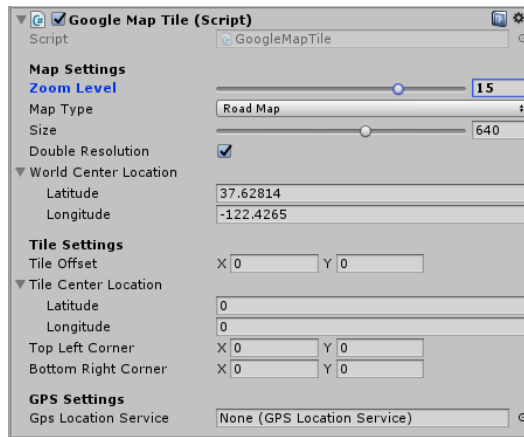 Google Map Tile (Script)
Script GoogleMapTile
Map Settings
Zoom Level 15
Map Type Road Map
Size 640
Double Resolution
World Center Location
Latitude 37.62814
Longitude -122.4265
Tile Settings
Tile Offset X 0 Y 0
Tile Center Location
Latitude 0
Longitude 0
Top Left Corner X 0 Y 0
Bottom Right Corner X 0 Y 0
GPS Settings
Gps Location Service None (GPS Location Service)